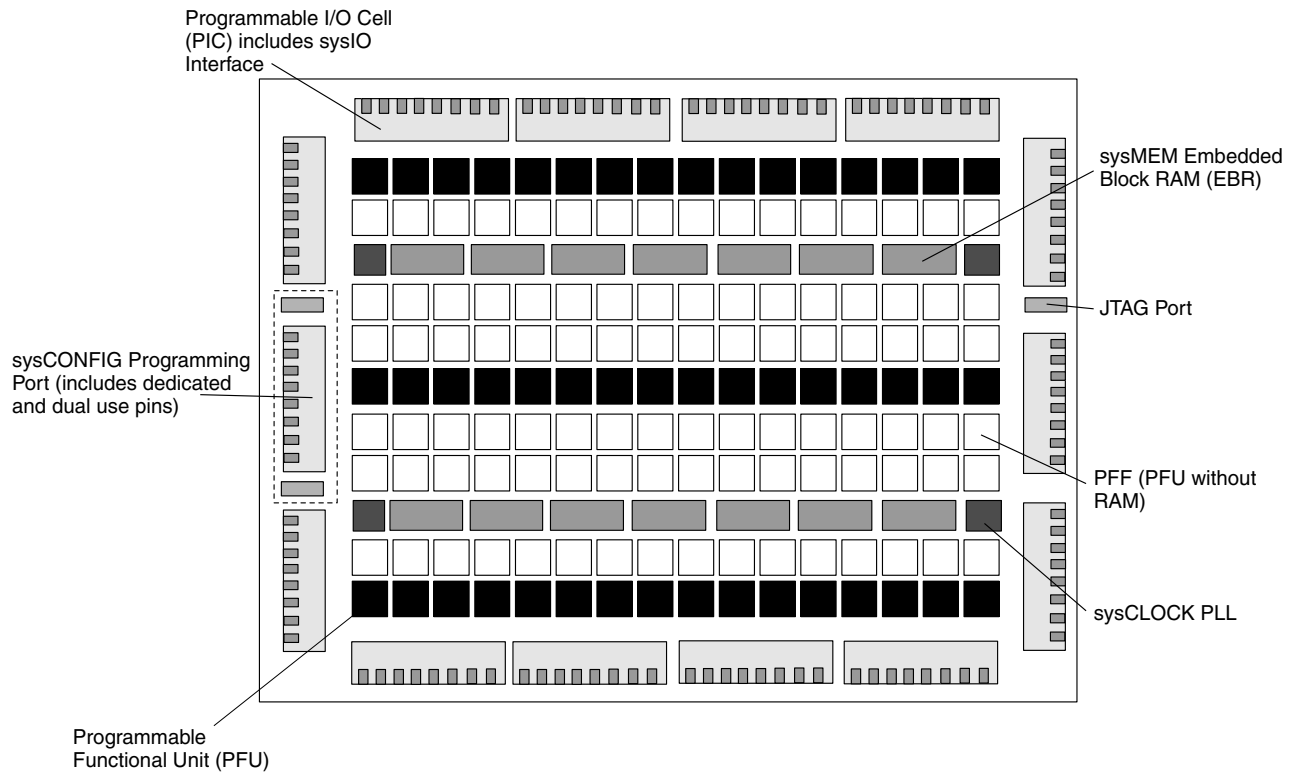 Programmable I/O Cell
(PIC) includes sysIO
Interface
sysMEM Embedded
Block RAM (EBR)
JTAG Port
sysCONFIG Programming
Port (includes dedicated
and dual use pins)
PFF (PFU without
RAM)
sysCLOCK PLL
Programmable
Functional Unit (PFU)